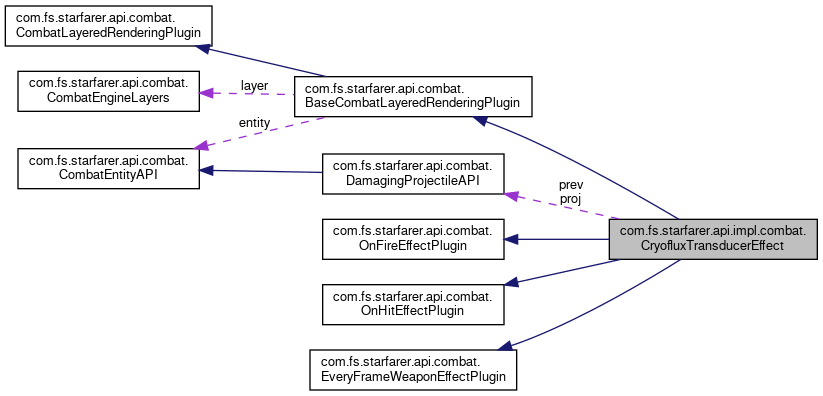 com.fs.starfarer.api.combat.
CombatLayeredRenderingPlugin
com.fs.starfarer.api.combat.
CombatEngineLayers
layer
com.fs.starfarer.api.combat.
BaseCombatLayeredRenderingPlugin
entity
com.fs.starfarer.api.combat.
CombatEntityAPI
com.fs.starfarer.api.combat.
DamagingProjectileAPI
prev
proj
com.fs.starfarer.api.combat.
OnFireEffectPlugin
com.fs.starfarer.api.impl.combat.
CryofluxTransducerEffect
com.fs.starfarer.api.combat.
OnHitEffectPlugin
com.fs.starfarer.api.combat.
EveryFrameWeaponEffectPlugin